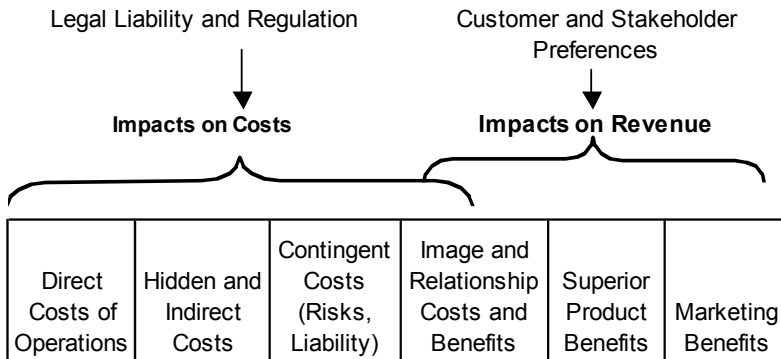 Legal Liability and Regulation
Customer and Stakeholder
Preferences
Impacts on Costs
Impacts on Revenue
Direct
Costs of
Operations
Hidden and
Indirect
Costs
Contingent
Costs
(Risks,
Liability)
Image and
Relationship
Costs and
Benefits
Superior
Product
Benefits
Marketing
Benefits